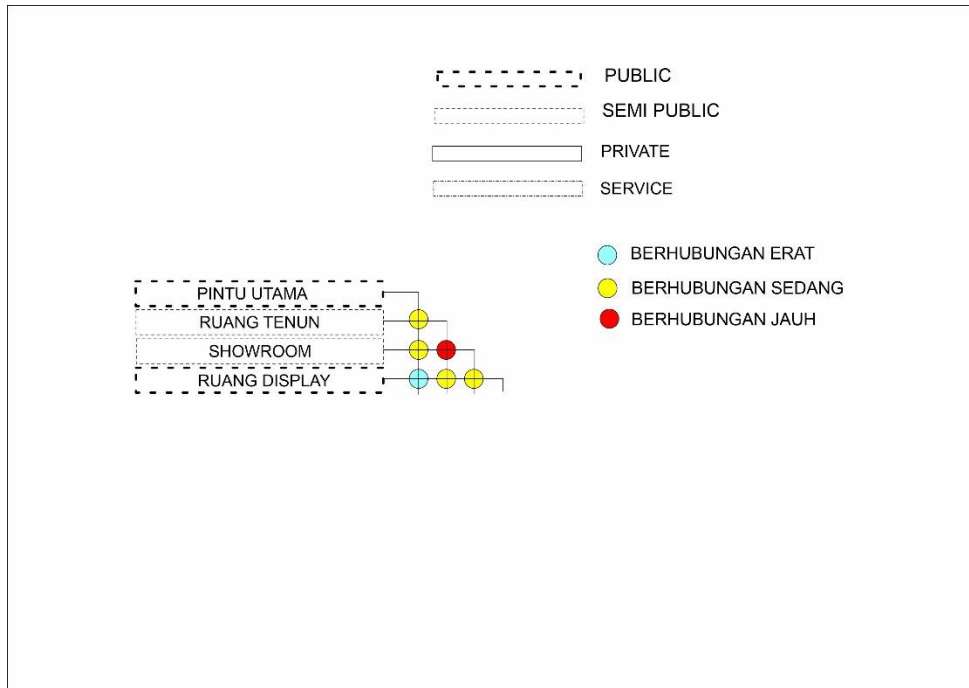 PUBLIC
SEMI PUBLIC
PRIVATE
SERVICE
BERHUBUNGAN ERAT
BERHUBUNGAN SEDANG
BERHUBUNGAN JAUH
PINTU UTAMA
RUANG TENUN
SHOWROOM
RUANG DISPLAY